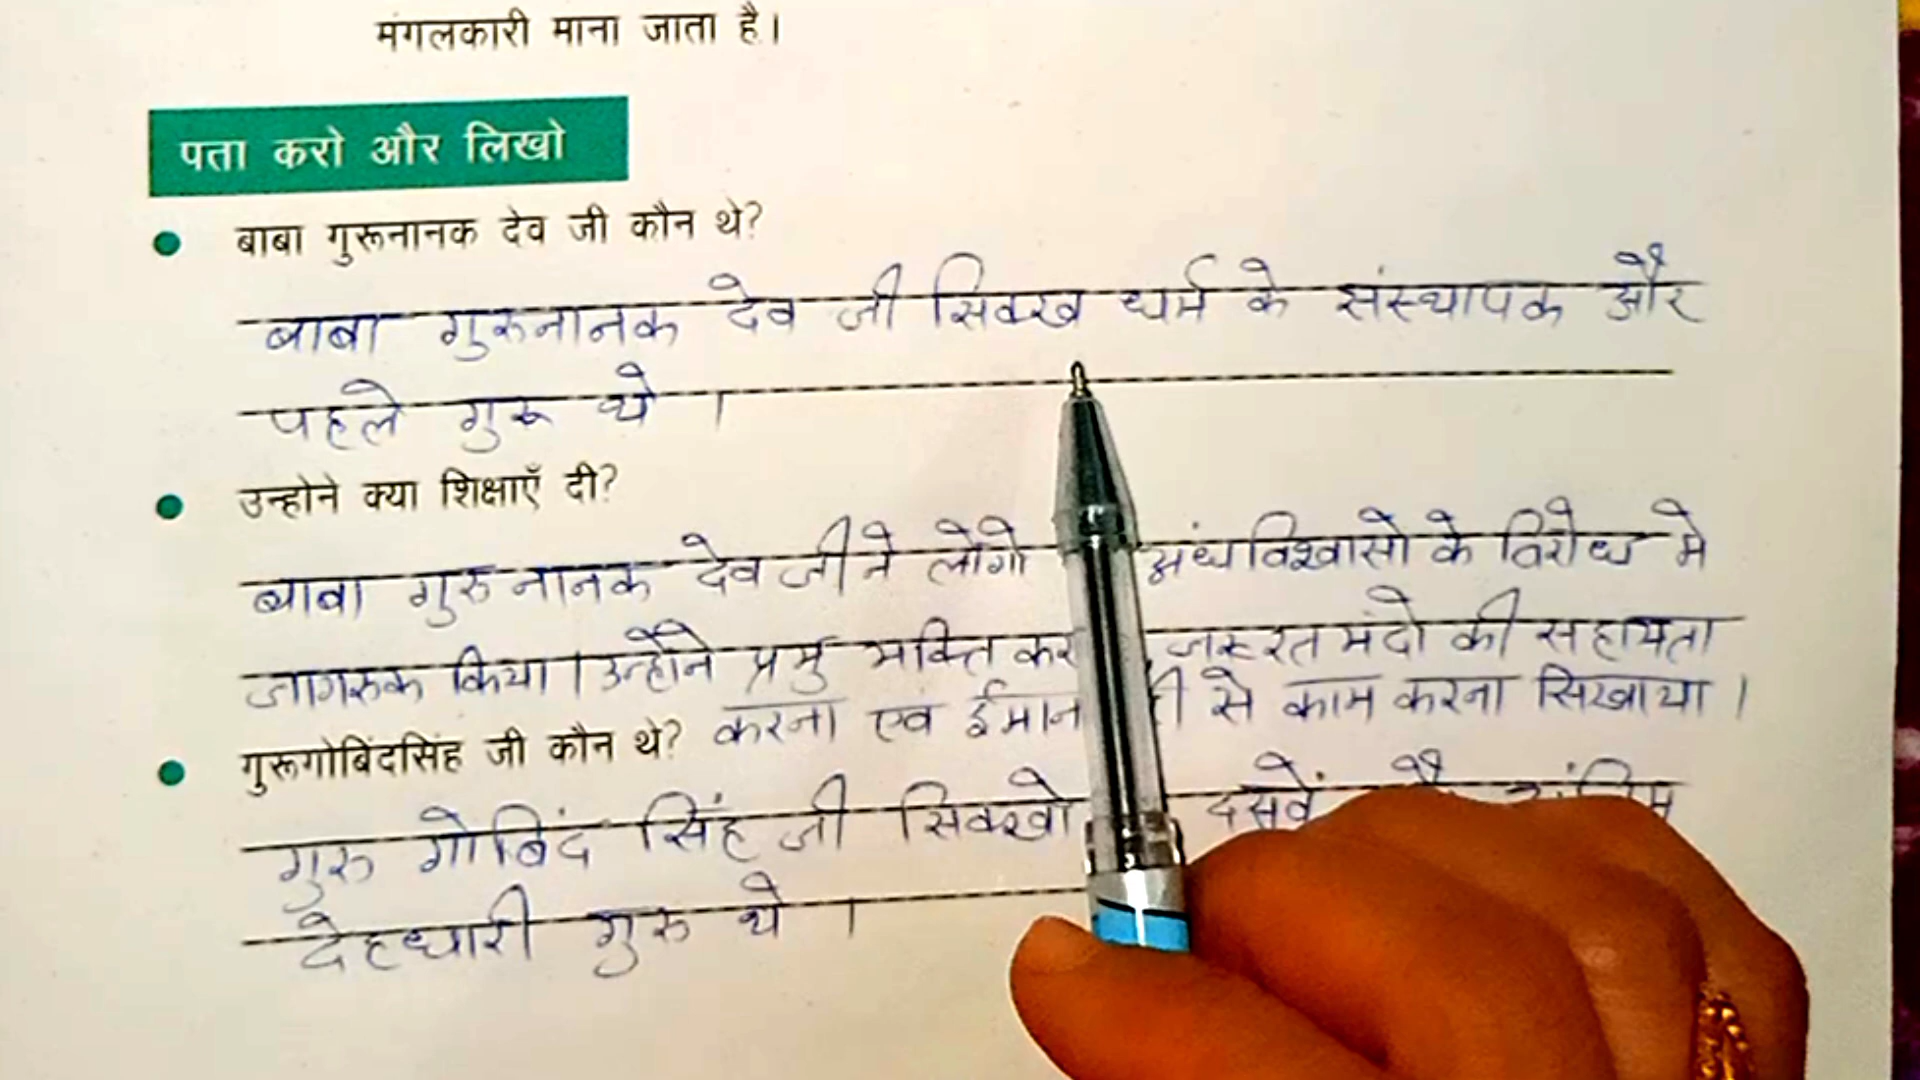 मंगलकारी माना जाता है।
पता करो और लिखो
बाबा गुरूनानक देव जी कौन थे?
बाबा गुरुनानक देव जी सिक्ख धर्म के संस्थापक और
पहले गुरू थे ।
उन्होने क्या शिक्षाएँ दी?
बाबा गुरु नानक देव जी ने लोगो अंधविश्वासो के विरोध मे
जागरुक किया । उन्होंने प्रभु भक्ति कर जरूरत मंदो की सहायता
करना एव ईमान से काम करना सिखाया ।
गुरूगोबिंदसिंह जी कौन थे?
गुरु गोबिंद सिंह जी सिक्खो दसवें
देहधारी गुरु थे ।